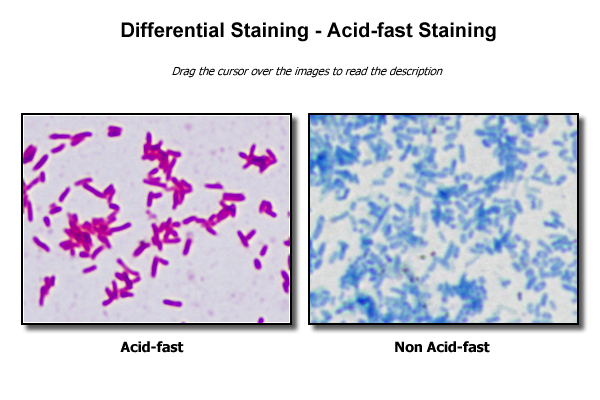 Differential Staining - Acid-fast Staining
Drag the cursor over the images to read the description
Acid-fast
Non Acid-fast